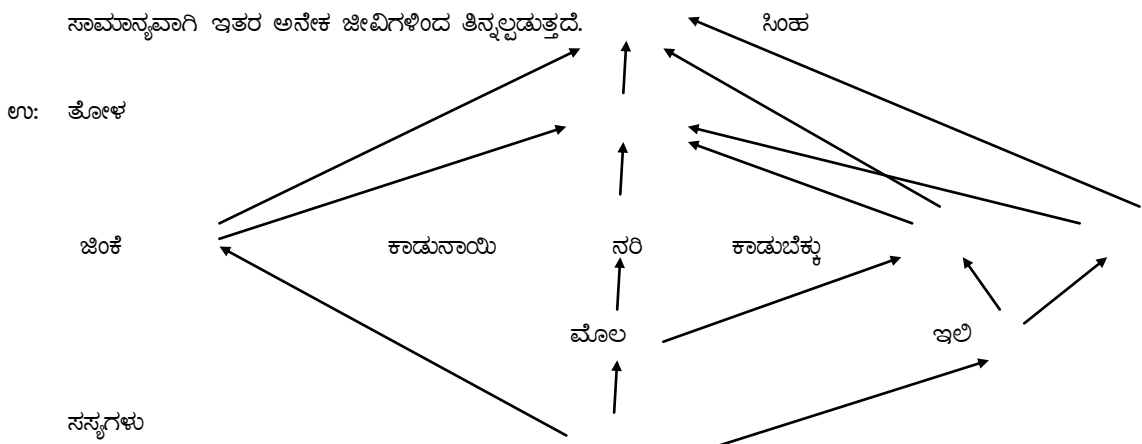 ಸಾಮಾನ್ಯವಾಗಿ ಇತರ ಅನೇಕ ಜೀವಿಗಳಿಂದ ತಿನ್ನಲ್ಪಡುತ್ತದೆ. ಸಿಂಹ
ಉ: ತೋಳ
ಜಿಂಕೆ ಕಾಡುನಾಯಿ ನರಿ ಕಾಡುಬೆಕ್ಕು
ಮೊಲ ಇಲಿ
ಸಸ್ಯಗಳು